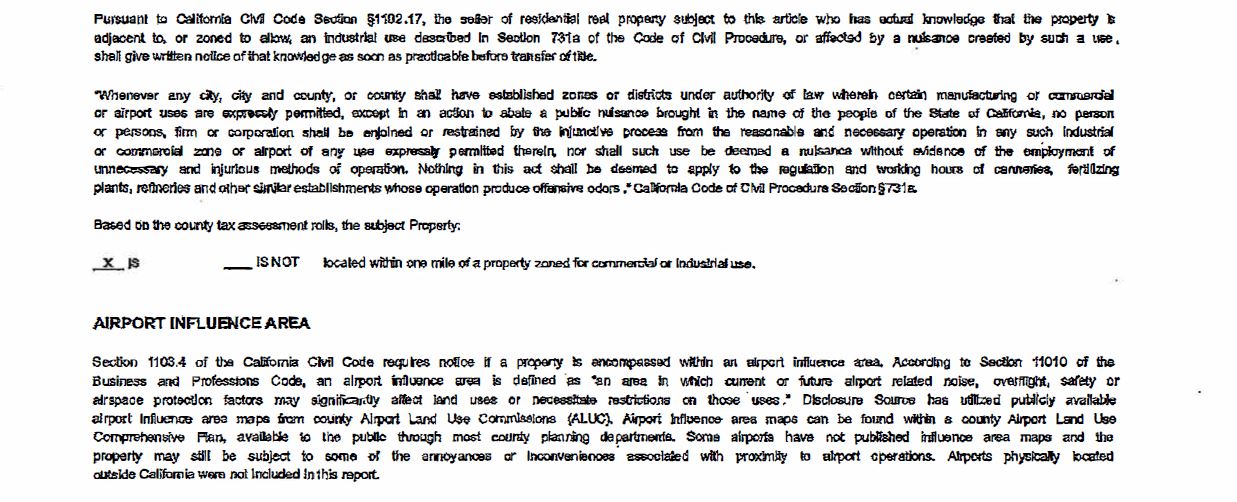 Pursuant to California Civil Code Section §1102.17, the seller of residential real property subject to this article who has actual knowledge that the property is
adjacent to, or zoned to allow, an industrial use described in Section 731a of the Code of Civil Procedure, or affected by a nuisance created by such a use,
shall give written notice of that knowledge as soon as practicable before transfer of title.
"Whenever any city, city and county, or county shall have established zones or districts under authority of law wherein certain manufacturing or commercial
or airport uses are expressly permitted, except in an action to abate a public nuisance brought in the name of the people of the State of California, no person
or persons, firm or corporation shall be enjoined or restrained by the injunctive process from the reasonable and necessary operation in any such industrial
or commercial zone or airport of any use expressly permitted therein, nor shall such use be deemed a nuisance without evidence of the employment of
unnecessary and injurious methods of operation. Nothing in this act shall be deemed to apply to the regulation and working hours of canneries, fertilizing
plants, refineries and other similar establishments whose operation produce offensive odors." California Code of Civil Procedure Section §731a.
Based on the county tax assessment rolls, the subject Property:
__X__ IS ____ IS NOT located within one mile of a property zoned for commercial or industrial use.
AIRPORT INFLUENCE AREA
Section 1103.4 of the California Civil Code requires notice if a property is encompassed within an airport influence area. According to Section 11010 of the
Business and Professions Code, an airport influence area is defined as "an area in which current or future airport related noise, overflight, safety or
airspace protection factors may significantly affect land uses or necessitate restrictions on those uses." Disclosure Source has utilized publicly available
airport influence area maps from county Airport Land Use Commissions (ALUC). Airport influence area maps can be found within a county Airport Land Use
Comprehensive Plan, available to the public through most county planning departments. Some airports have not published influence area maps and the
property may still be subject to some of the annoyances or inconveniences associated with proximity to airport operations. Airports physically located
outside California were not included in this report.